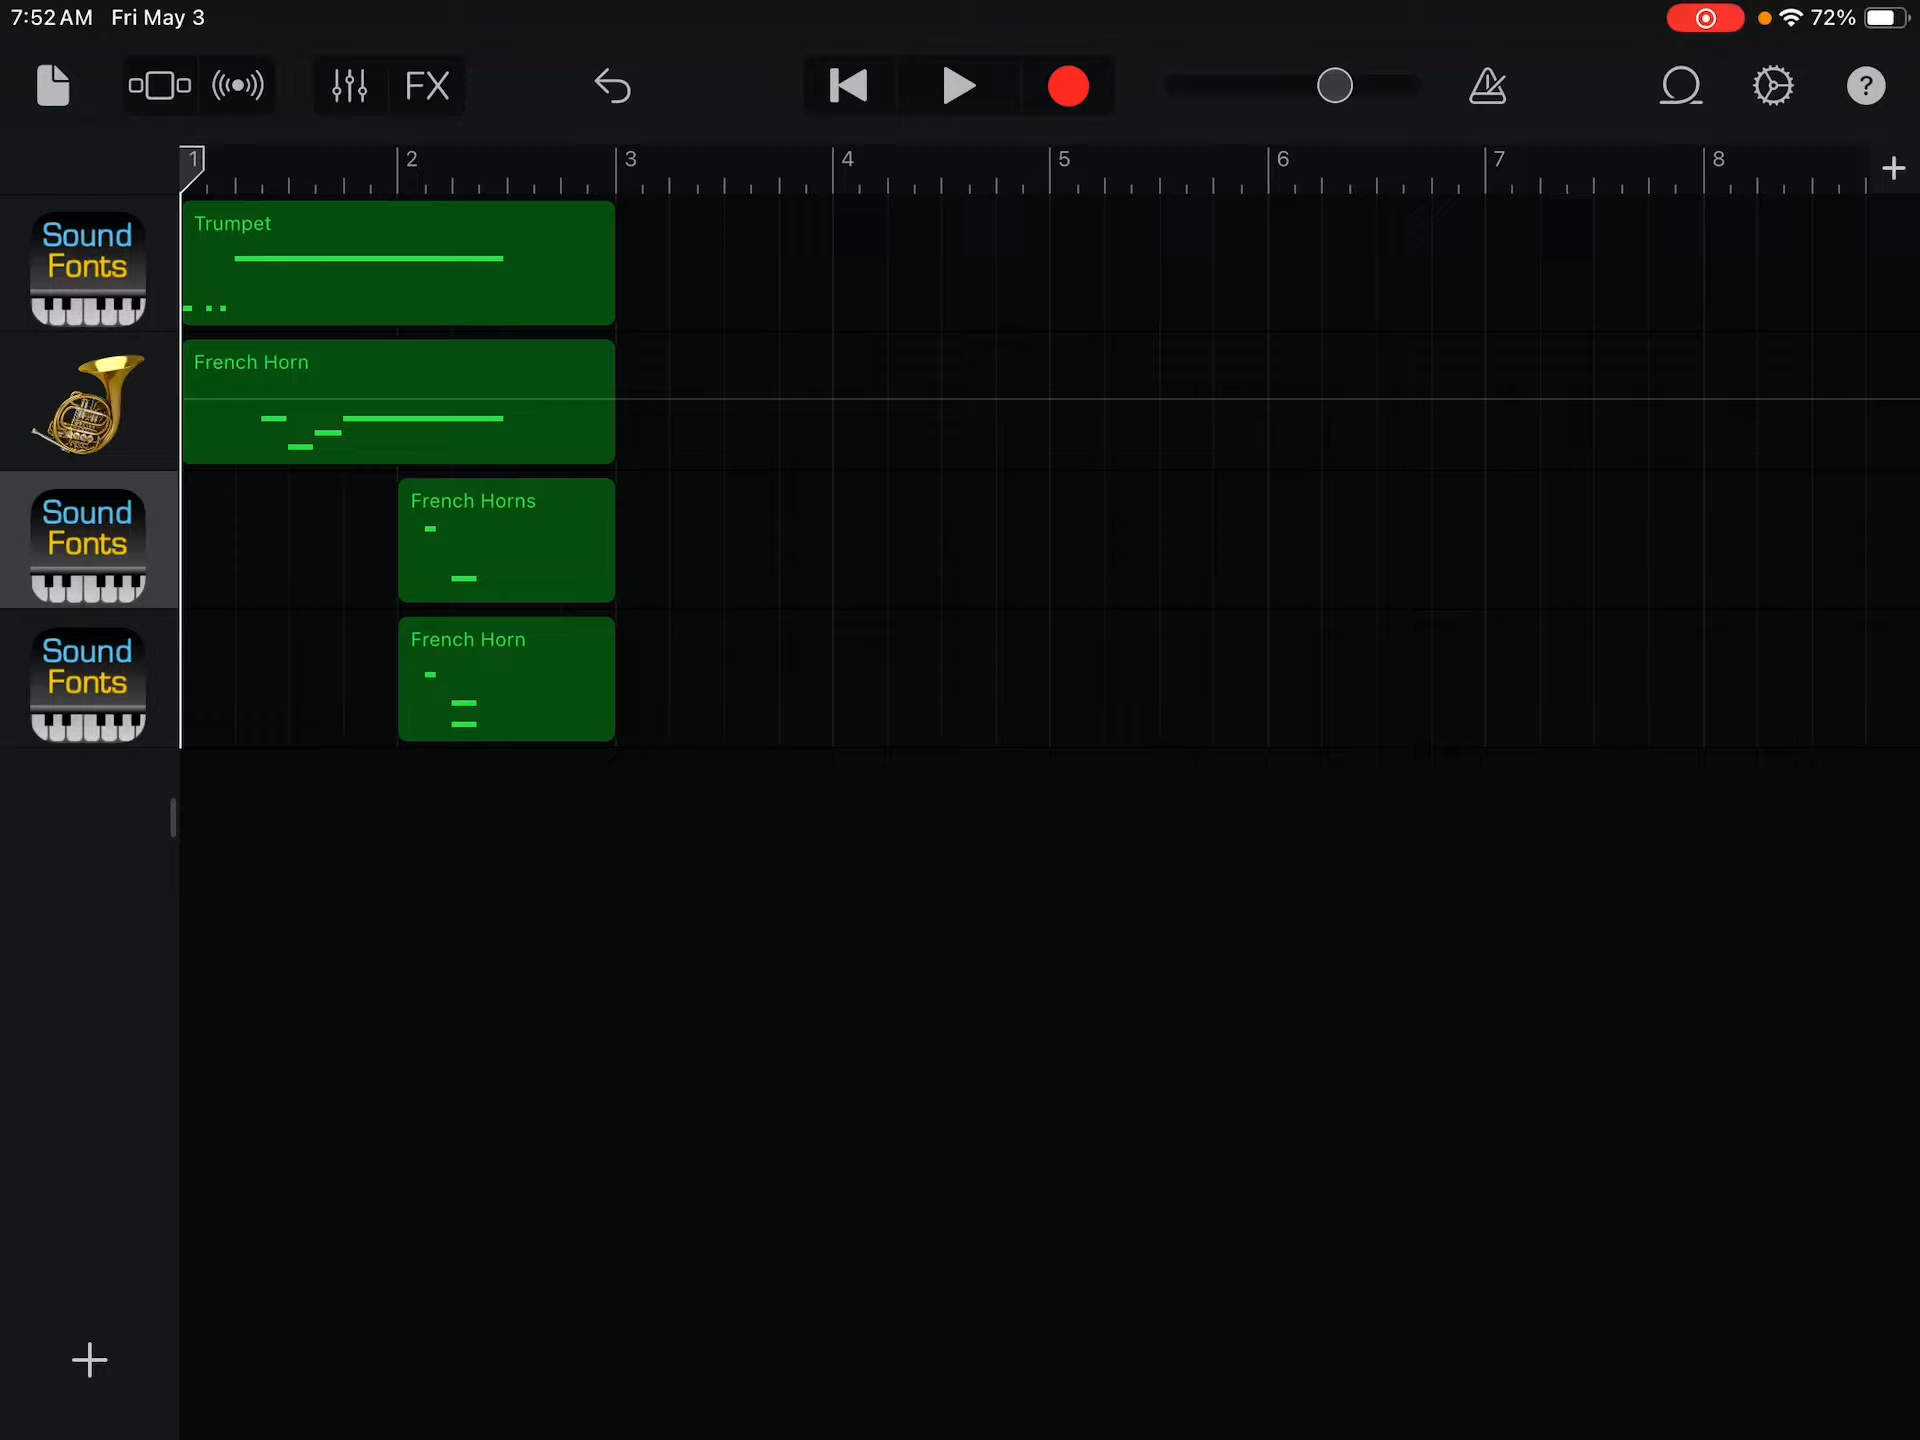 7:52 AM Fri May 3
72%
FX
?
1 2 3 4 5 6 7 8
Sound
Fonts
Trumpet
French Horn
Sound
Fonts
French Horns
Sound
Fonts
French Horn